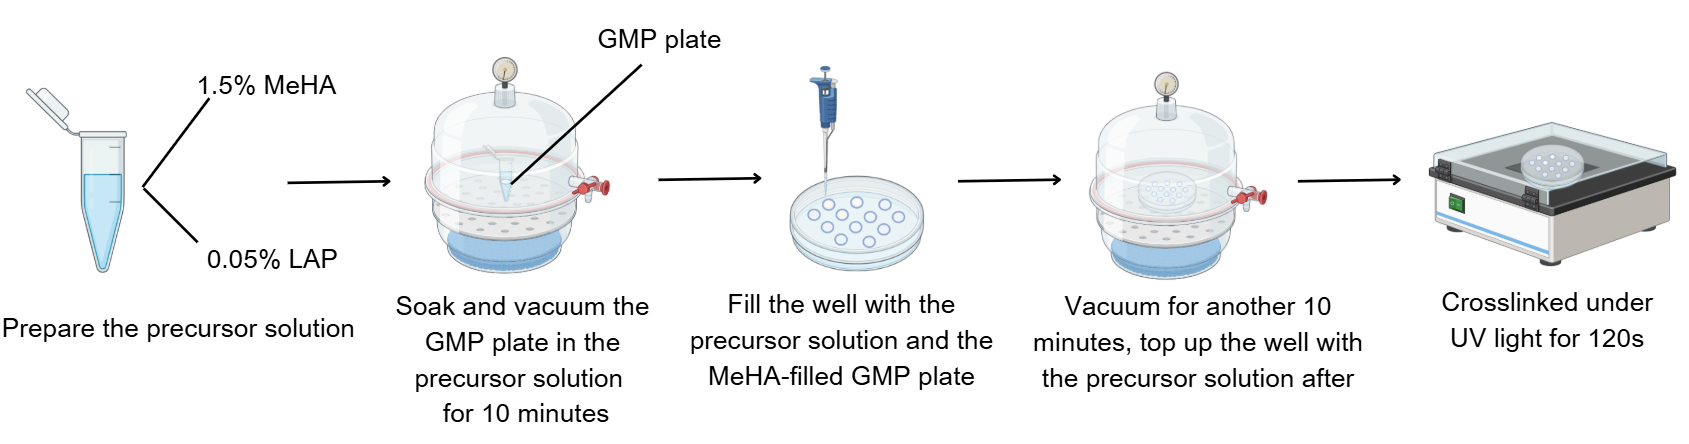 GMP plate
1.5% MeHA
0.05% LAP
Prepare the precursor solution
Soak and vacuum the
GMP plate in the
precursor solution
for 10 minutes
Fill the well with the
precursor solution and the
MeHA-filled GMP plate
Vacuum for another 10
minutes, top up the well with
the precursor solution after
Crosslinked under
UV light for 120s